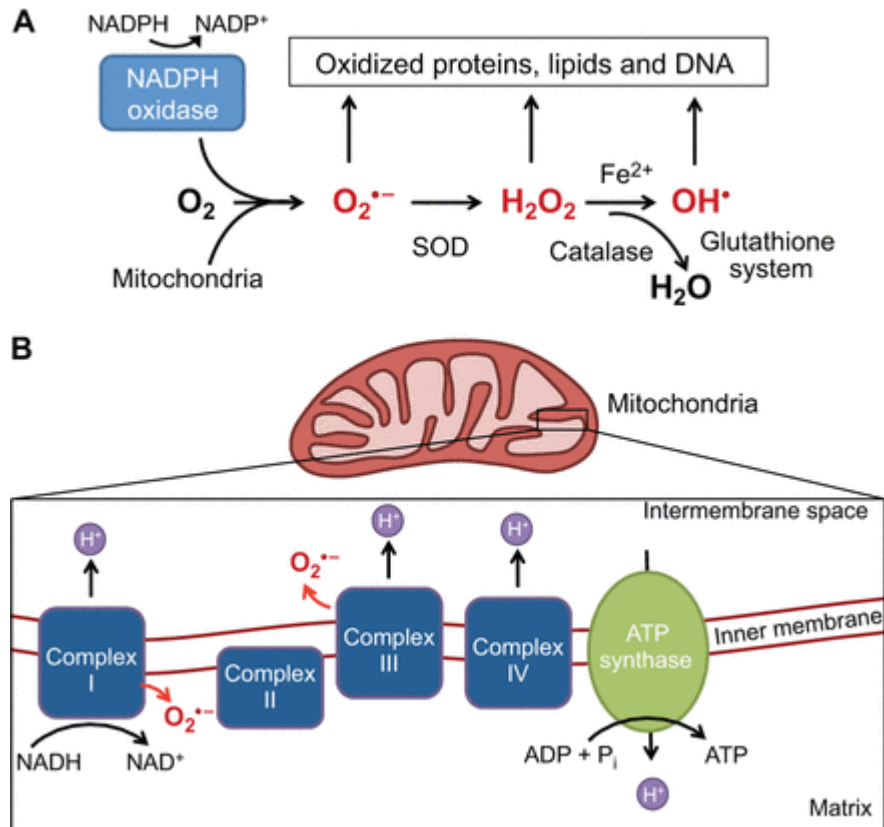 A
NADPH NADP⁺
NADPH
oxidase
Oxidized proteins, lipids and DNA
O₂ O₂•− H₂O₂ Fe²⁺ OH•
SOD
Catalase
Glutathione
system
Mitochondria
H₂O
B
Mitochondria
Intermembrane space
H⁺ H⁺ H⁺
O₂•−
Complex
I
Complex
II
Complex
III
Complex
IV
ATP
synthase
Inner membrane
O₂•−
NADH NAD⁺
ADP + Pᵢ ATP
H⁺
Matrix